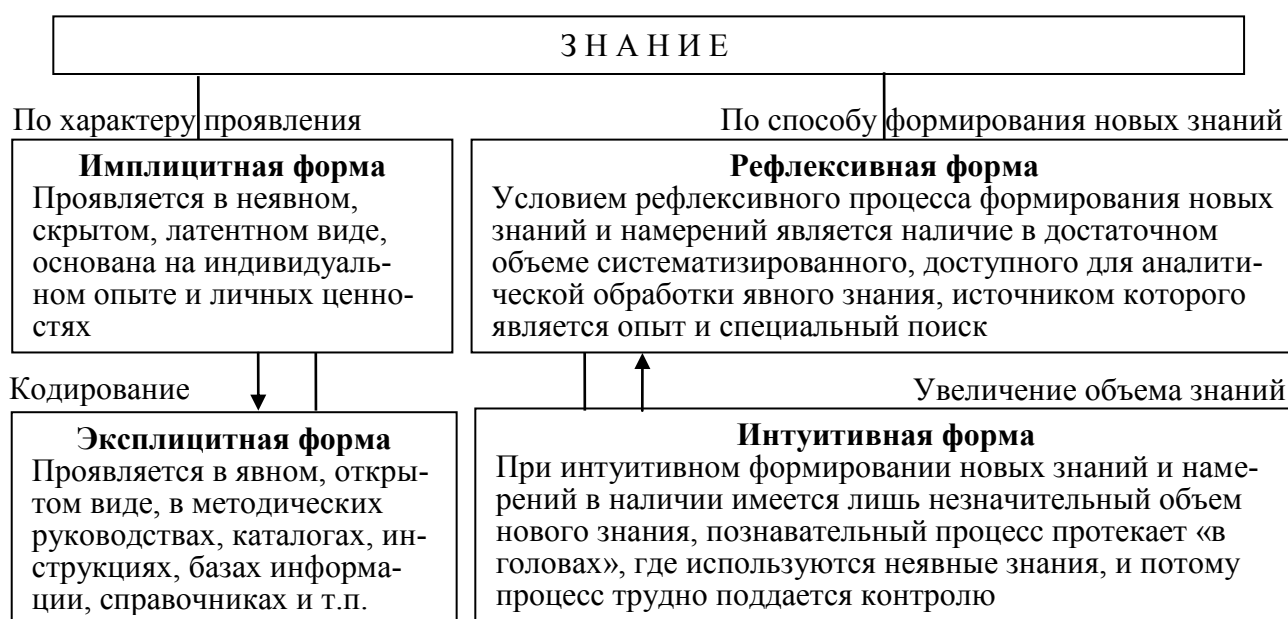 З Н А Н И Е
По характеру проявления
По способу формирования новых знаний
Имплицитная форма
Проявляется в неявном,
скрытом, латентном виде,
основана на индивидуаль-
ном опыте и личных ценно-
стях
Рефлексивная форма
Условием рефлексивного процесса формирования новых
знаний и намерений является наличие в достаточном
объеме систематизированного, доступного для аналити-
ческой обработки явного знания, источником которого
является опыт и специальный поиск
Кодирование
Увеличение объема знаний
Эксплицитная форма
Проявляется в явном, откры-
том виде, в методических
руководствах, каталогах, ин-
струкциях, базах информа-
ции, справочниках и т.п.
Интуитивная форма
При интуитивном формировании новых знаний и наме-
рений в наличии имеется лишь незначительный объем
нового знания, познавательный процесс протекает «в
головах», где используются неявные знания, и потому
процесс трудно поддается контролю